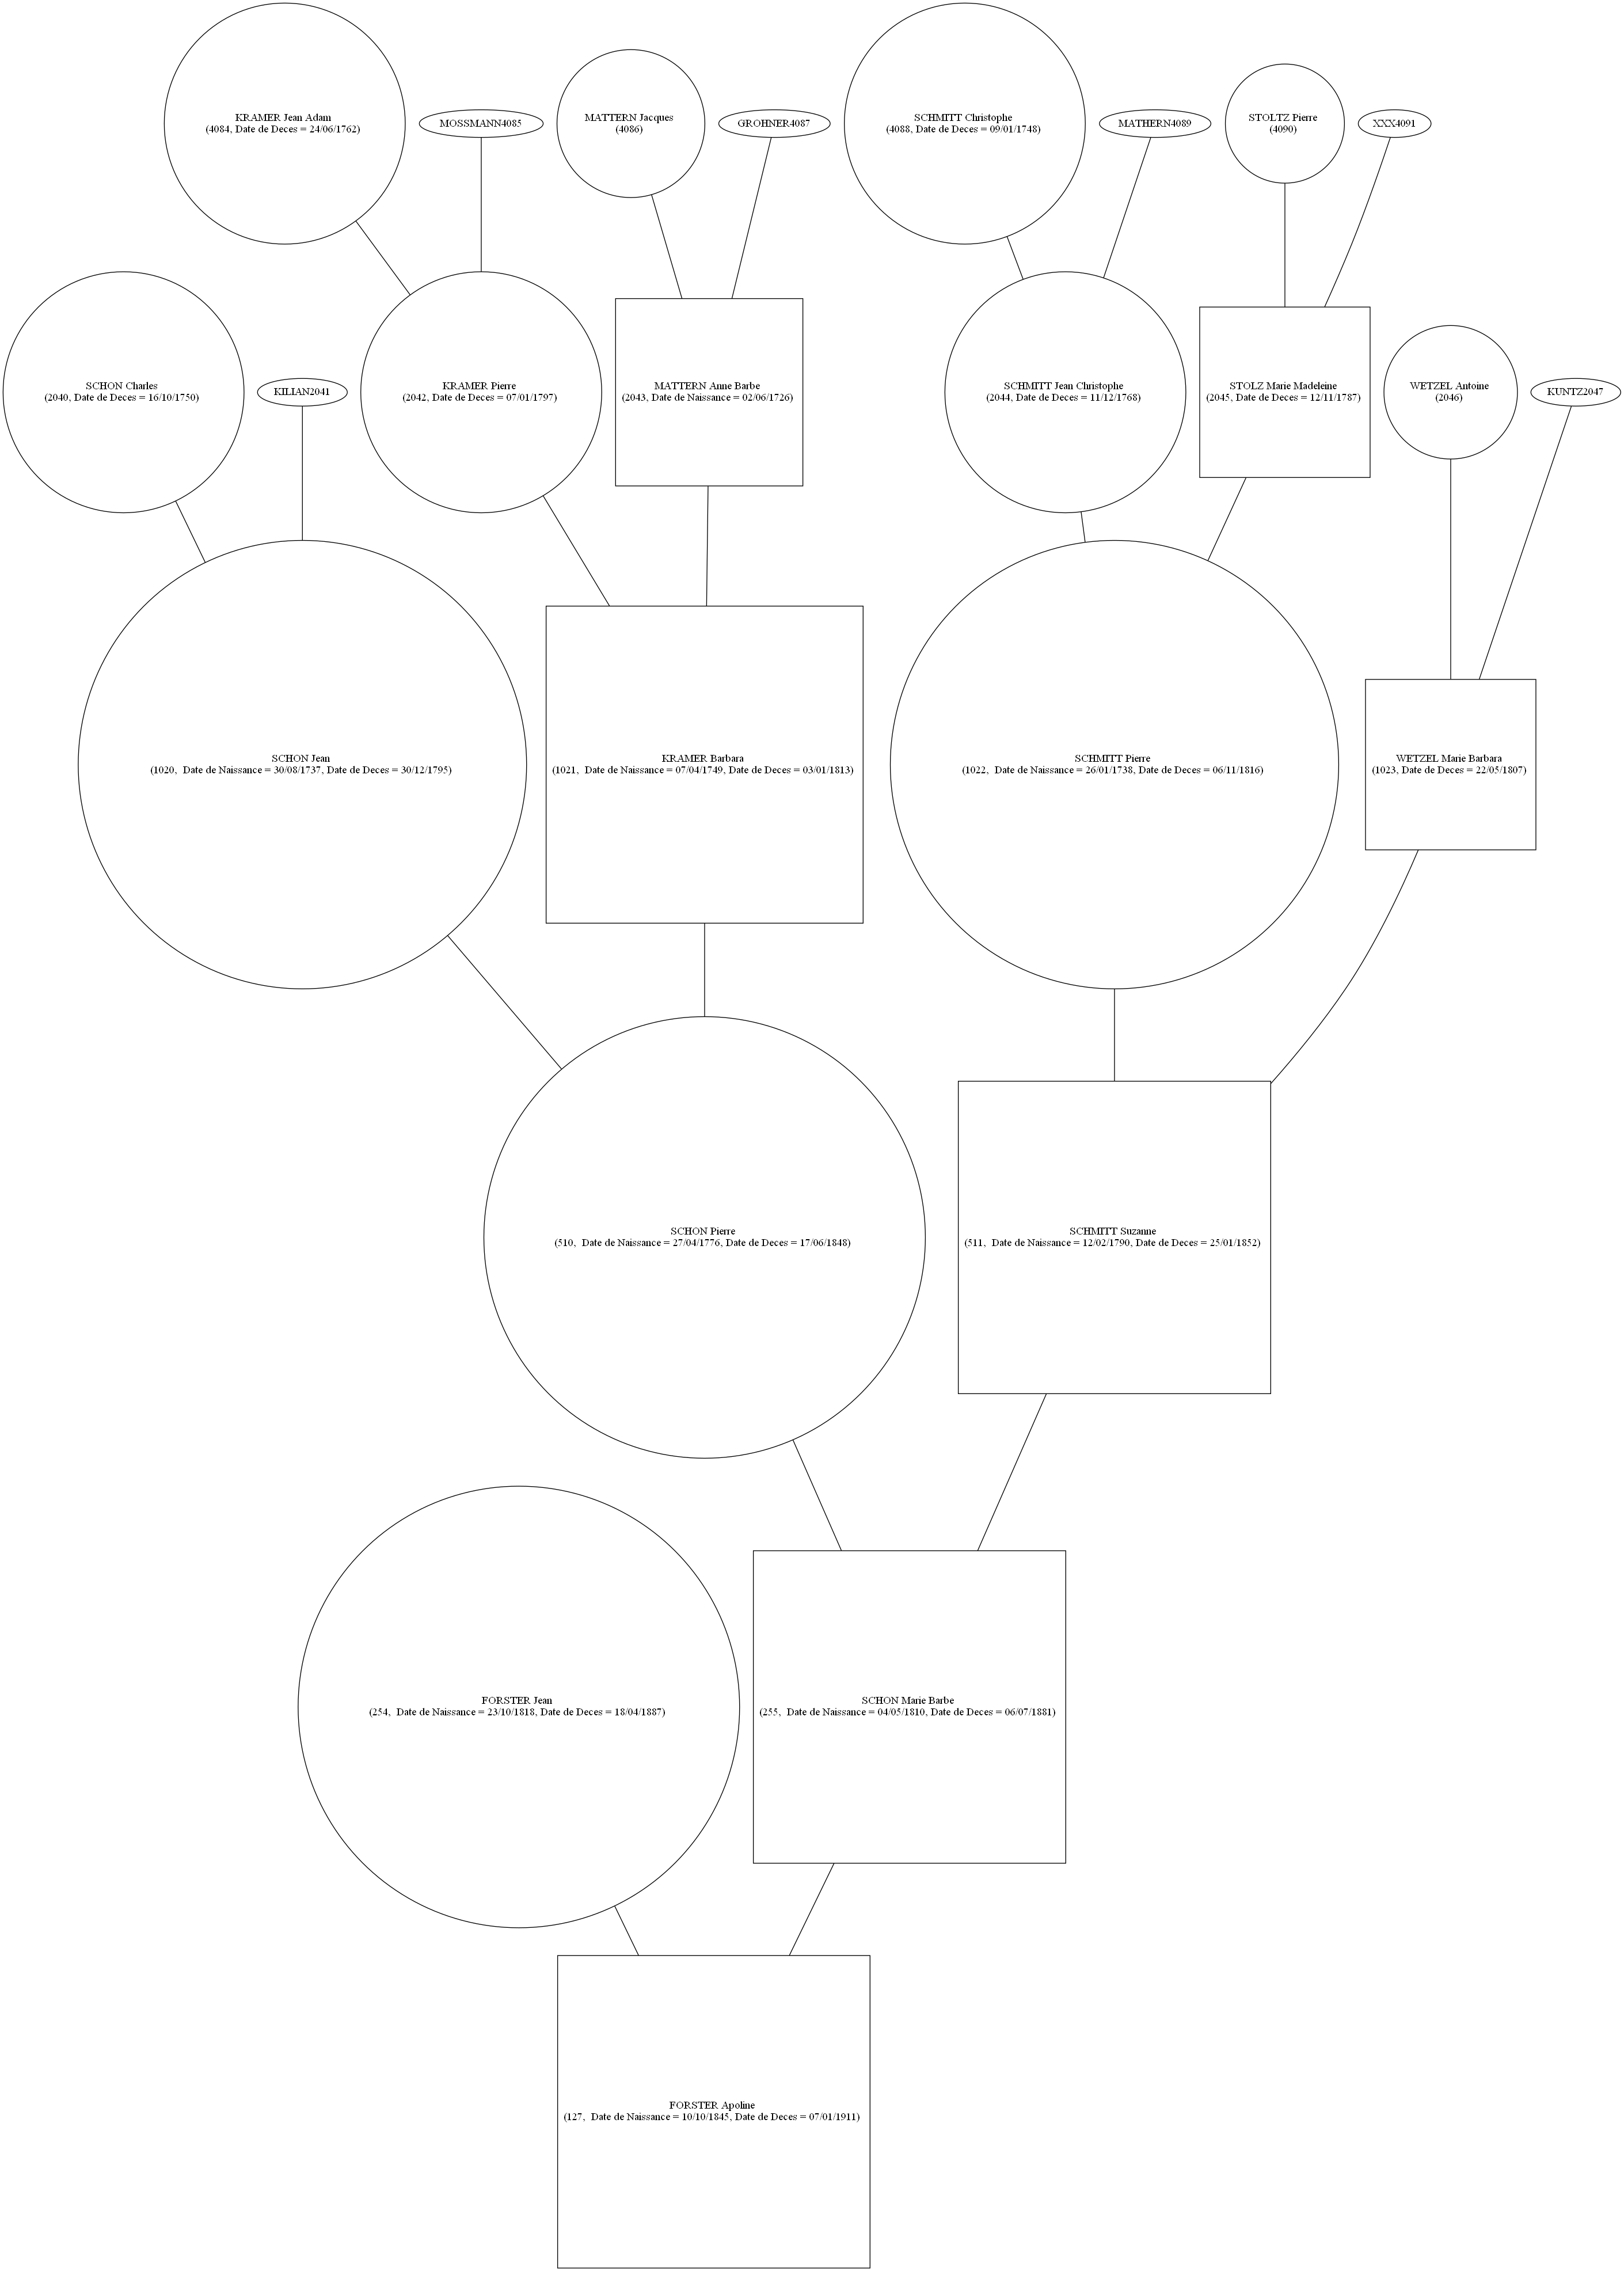 KRAMER Jean Adam
(4084, Date de Deces = 24/06/1762)
MOSSMANN4085
MATTERN Jacques
(4086)
GROHNER4087
SCHMITT Christophe
(4088, Date de Deces = 09/01/1748)
MATHERN4089
STOLTZ Pierre
(4090)
XXX4091
SCHON Charles
(2040, Date de Deces = 16/10/1750)
KILIAN2041
KRAMER Pierre
(2042, Date de Deces = 07/01/1797)
MATTERN Anne Barbe
(2043, Date de Naissance = 02/06/1726)
SCHMITT Jean Christophe
(2044, Date de Deces = 11/12/1768)
STOLZ Marie Madeleine
(2045, Date de Deces = 12/11/1787)
WETZEL Antoine
(2046)
KUNTZ2047
SCHON Jean
(1020,  Date de Naissance = 30/08/1737, Date de Deces = 30/12/1795)
KRAMER Barbara
(1021,  Date de Naissance = 07/04/1749, Date de Deces = 03/01/1813)
SCHMITT Pierre
(1022,  Date de Naissance = 26/01/1738, Date de Deces = 06/11/1816)
WETZEL Marie Barbara
(1023, Date de Deces = 22/05/1807)
SCHON Pierre
(510,  Date de Naissance = 27/04/1776, Date de Deces = 17/06/1848)
SCHMITT Suzanne
(511,  Date de Naissance = 12/02/1790, Date de Deces = 25/01/1852)
FORSTER Jean
(254,  Date de Naissance = 23/10/1818, Date de Deces = 18/04/1887)
SCHON Marie Barbe
(255,  Date de Naissance = 04/05/1810, Date de Deces = 06/07/1881)
FORSTER Apoline
(127,  Date de Naissance = 10/10/1845, Date de Deces = 07/01/1911)